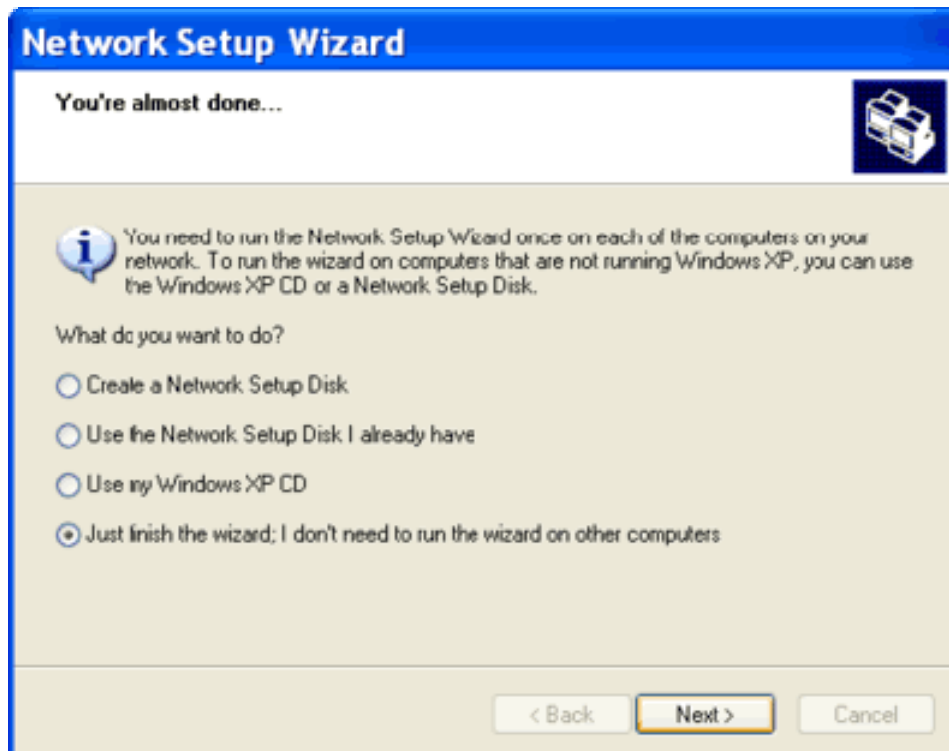 Network Setup Wizard
You're almost done...
You need to run the Network Setup Wizard once on each of the computers on your
network. To run the wizard on computers that are not running Windows XP, you can use
the Windows XP CD or a Network Setup Disk.
What do you want to do?
Create a Network Setup Disk
Use the Network Setup Disk I already have
Use my Windows XP CD
Just finish the wizard; I don't need to run the wizard on other computers
< Back
Next >
Cancel